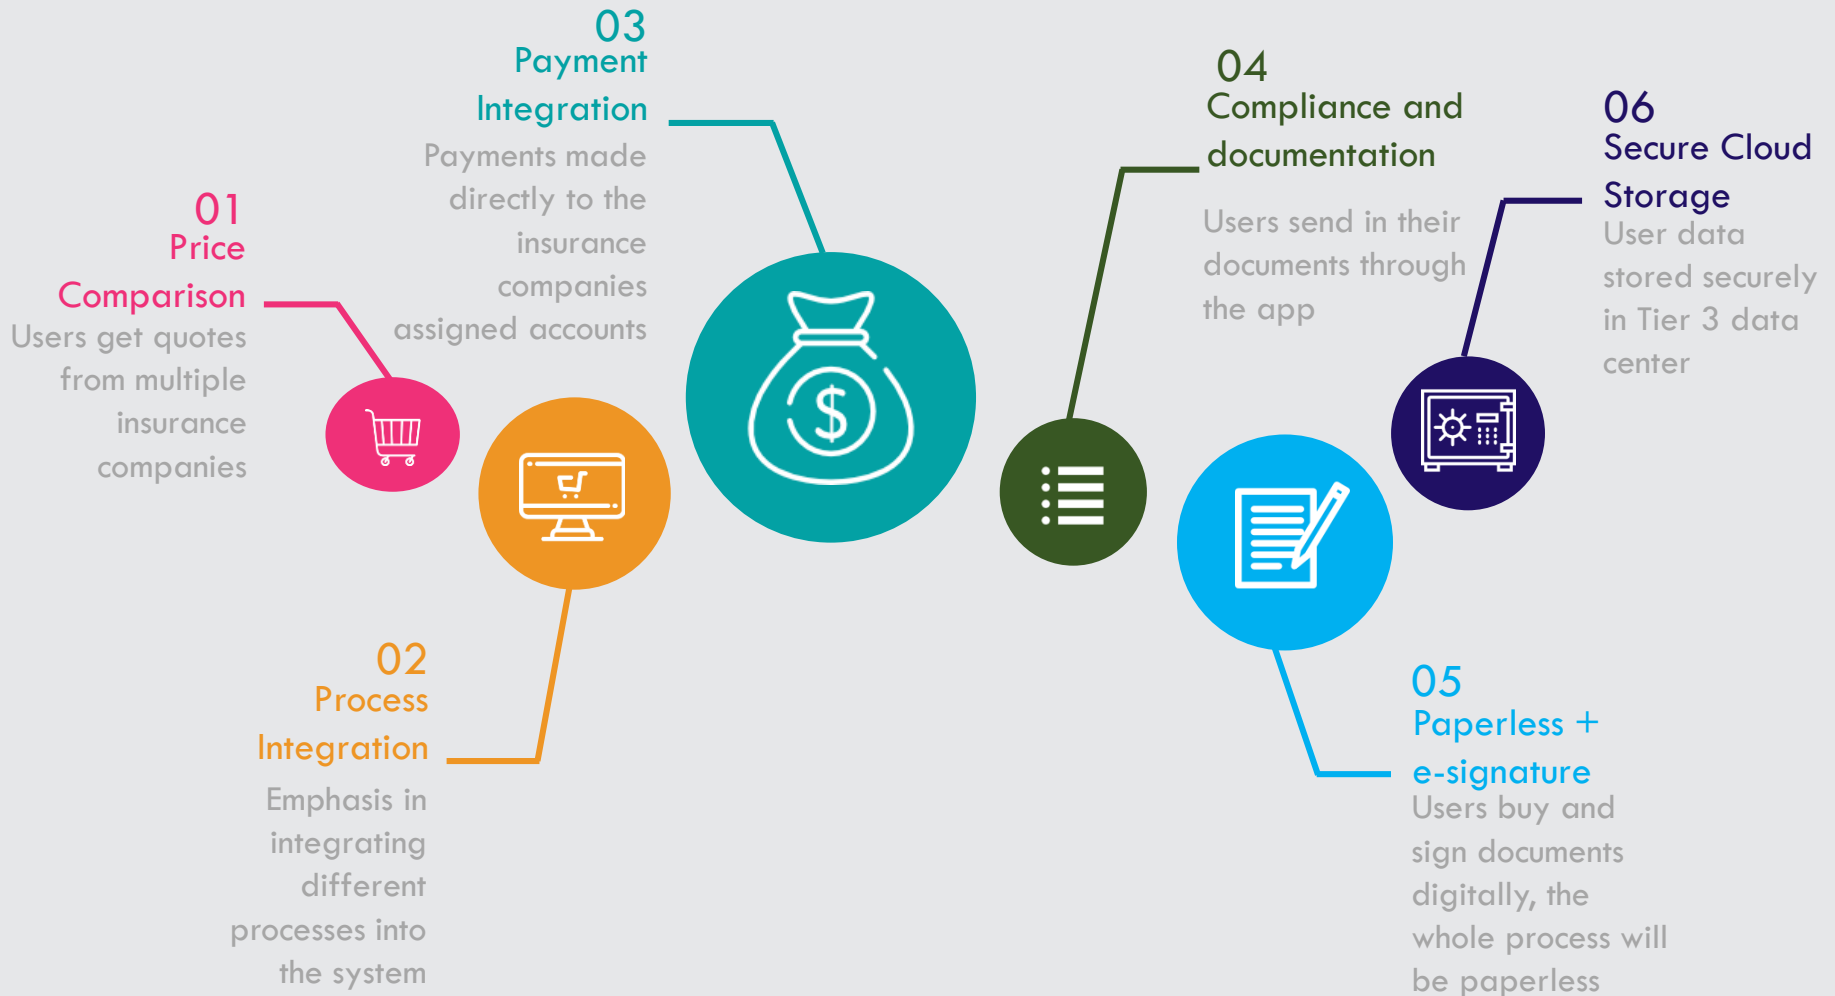 01
Price
Comparison
Users get quotes
from multiple
insurance
companies
02
Process
Integration
Emphasis in
integrating
different
processes into
the system
03
Payment
Integration
Payments made
directly to the
insurance
companies
assigned accounts
$
04
Compliance and
documentation
Users send in their
documents through
the app
05
Paperless +
e-signature
Users buy and
sign documents
digitally, the
whole process will
be paperless
06
Secure Cloud
Storage
User data
stored securely
in Tier 3 data
center